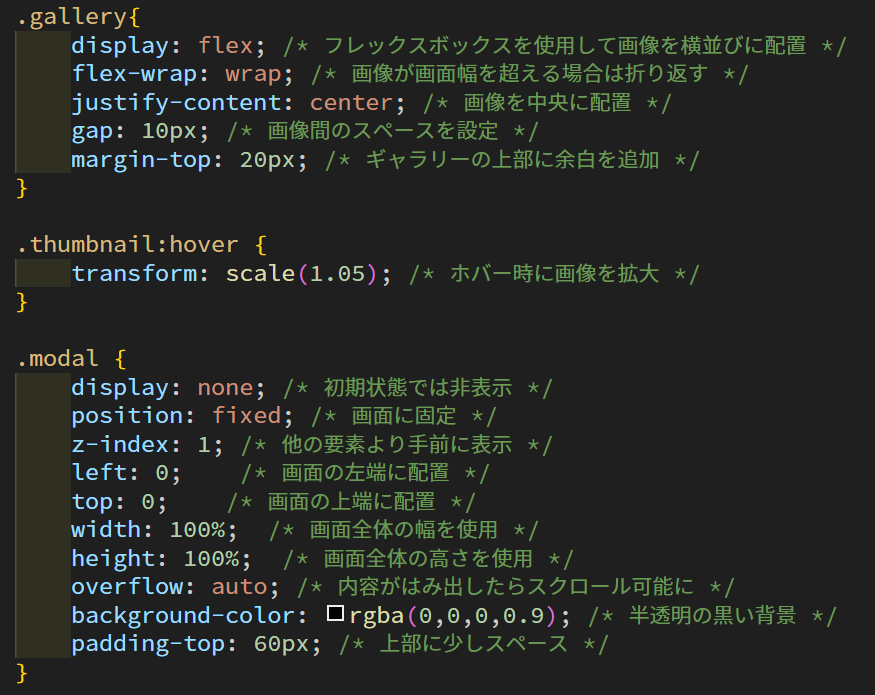 .gallery{
display: flex; /* フレックスボックスを使用して画像を横並びに配置 */
flex-wrap: wrap; /* 画像が画面幅を超える場合は折り返す */
justify-content: center; /* 画像を中央に配置 */
gap: 10px; /* 画像間のスペースを設定 */
margin-top: 20px; /* ギャラリーの上部に余白を追加 */
}
.thumbnail:hover {
transform: scale(1.05); /* ホバー時に画像を拡大 */
}
.modal {
display: none; /* 初期状態では非表示 */
position: fixed; /* 画面に固定 */
z-index: 1; /* 他の要素より手前に表示 */
left: 0; /* 画面の左端に配置 */
top: 0; /* 画面の上端に配置 */
width: 100%; /* 画面全体の幅を使用 */
height: 100%; /* 画面全体の高さを使用 */
overflow: auto; /* 内容がはみ出したらスクロール可能に */
background-color: rgba(0,0,0,0.9); /* 半透明の黒い背景 */
padding-top: 60px; /* 上部に少しスペース */
}